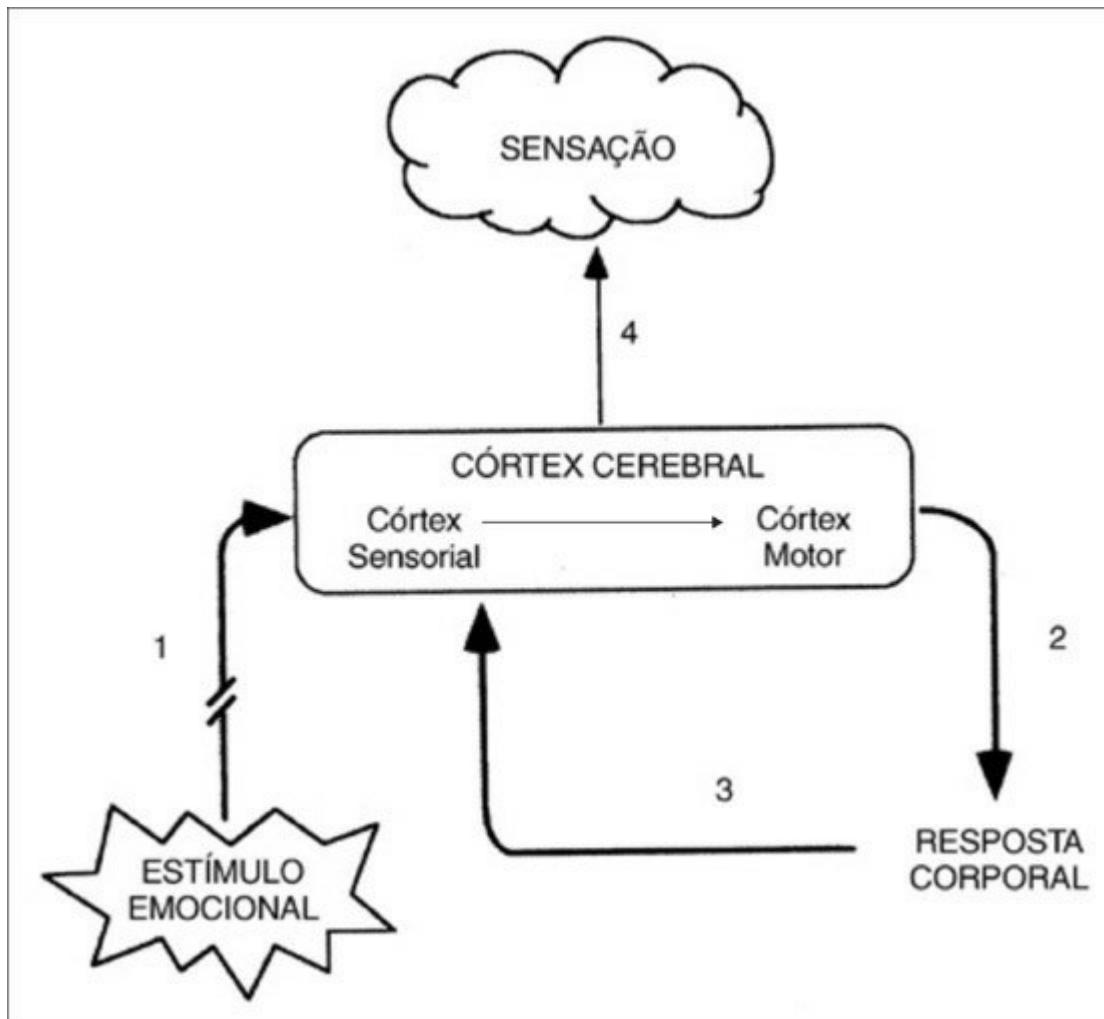 SENSAÇÃO
4
CÓRTEX CEREBRAL
Córtex
Sensorial
Córtex
Motor
1
2
3
ESTÍMULO
EMOCIONAL
RESPOSTA
CORPORAL